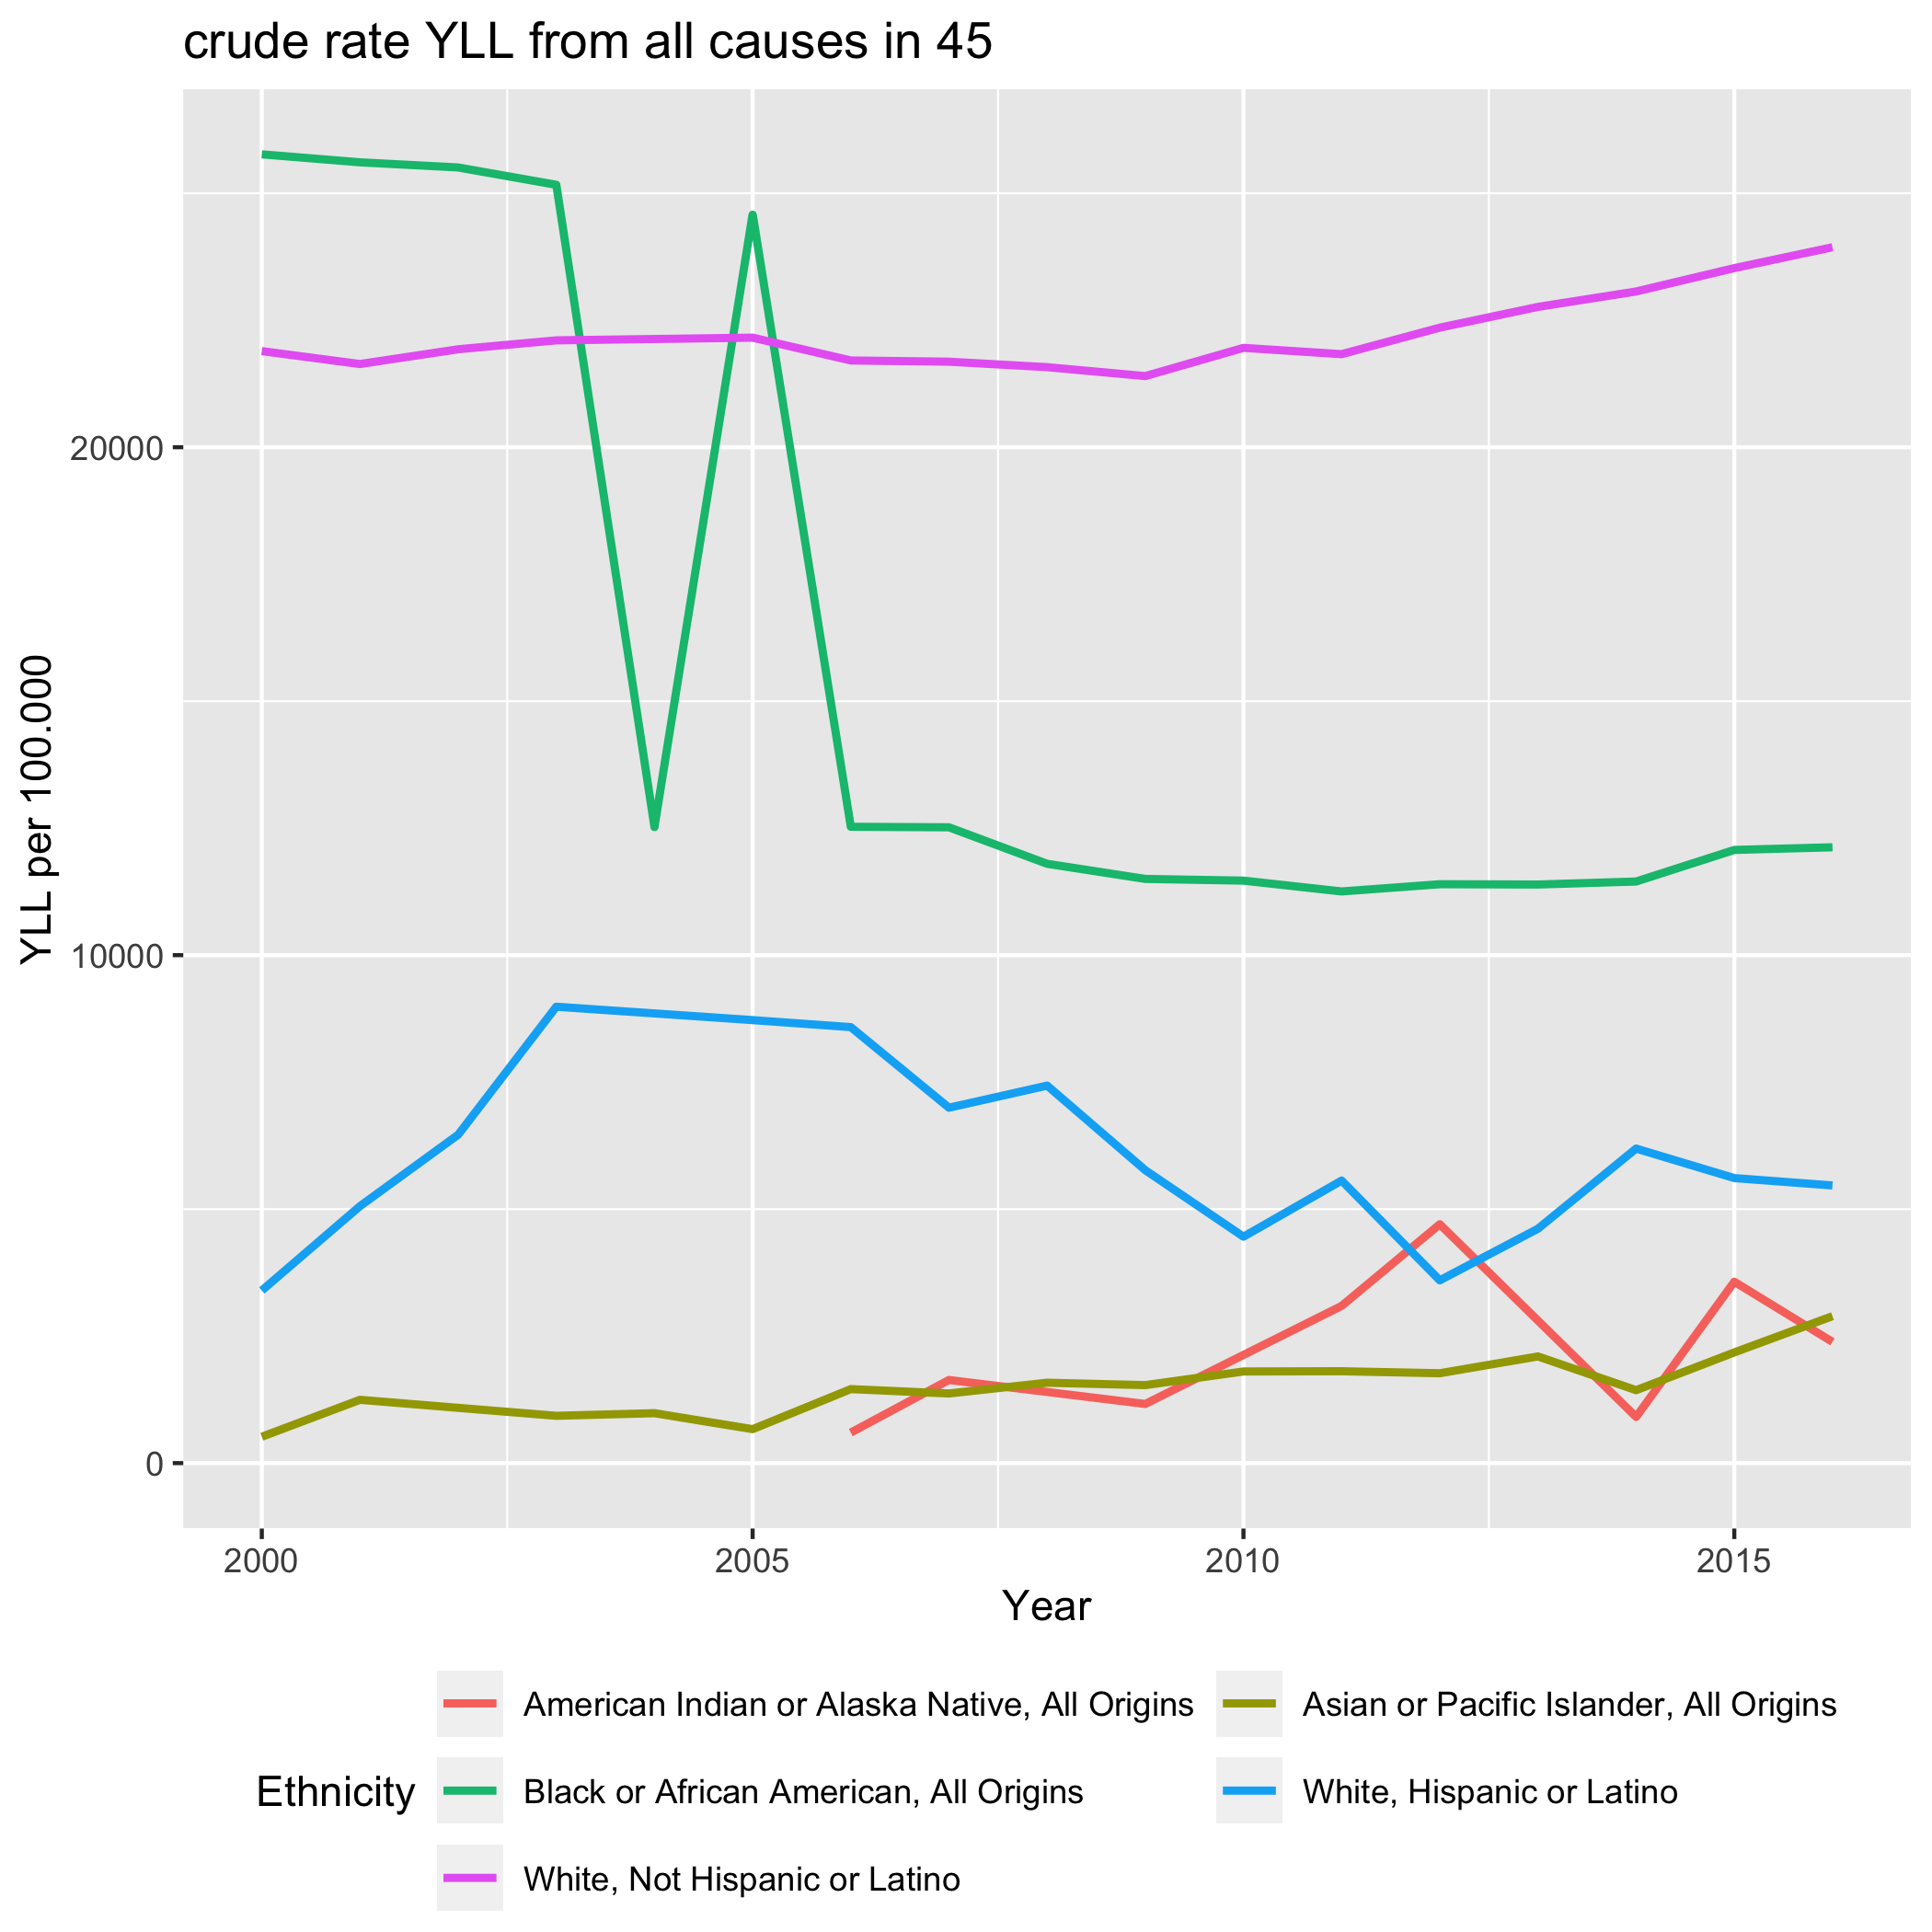 crude rate YLL from all causes in 45
YLL per 100.000
20000
10000
0
2000 2005 2010 2015
Year
Ethnicity
American Indian or Alaska Native, All Origins
Asian or Pacific Islander, All Origins
Black or African American, All Origins
White, Hispanic or Latino
White, Not Hispanic or Latino